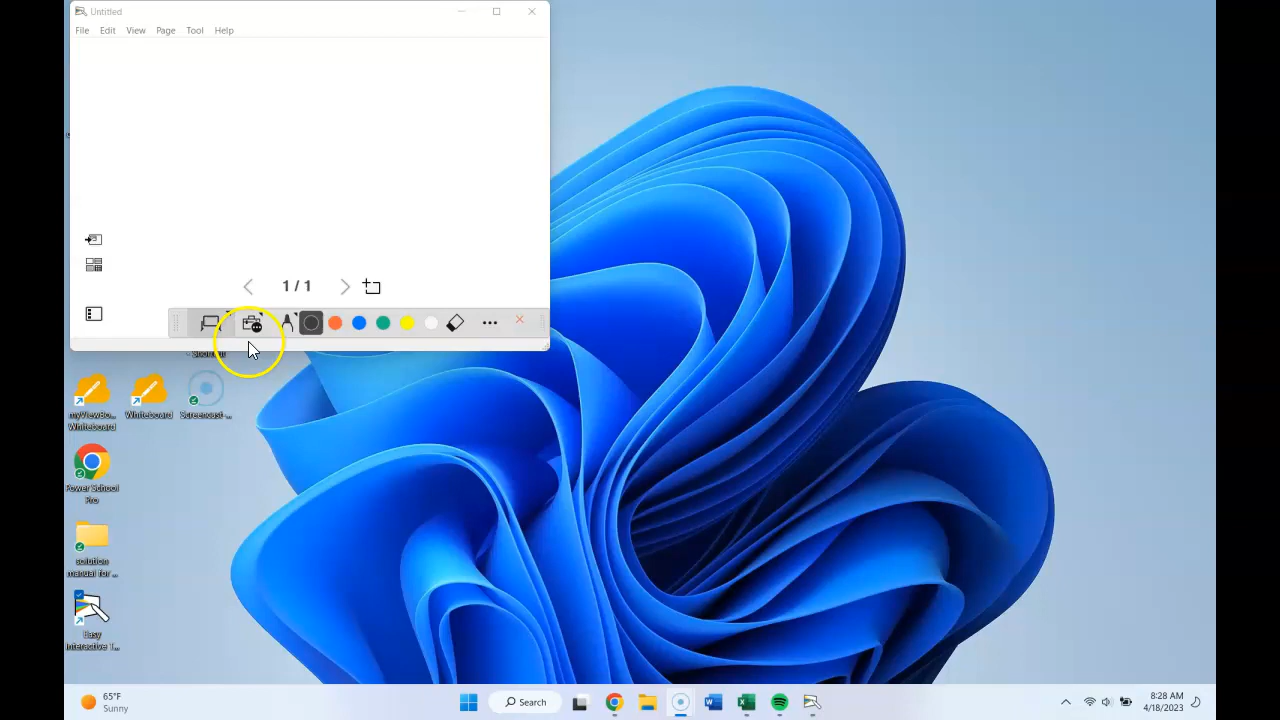 Untitled
File Edit View Page Tool Help
1 / 1
myViewBo...
Whiteboard
Whiteboard
Screencast ...
Power School
Pro
solution
manual for ...
Easy
Interactive T...
65°F
Sunny
Search
8:28 AM
4/18/2023